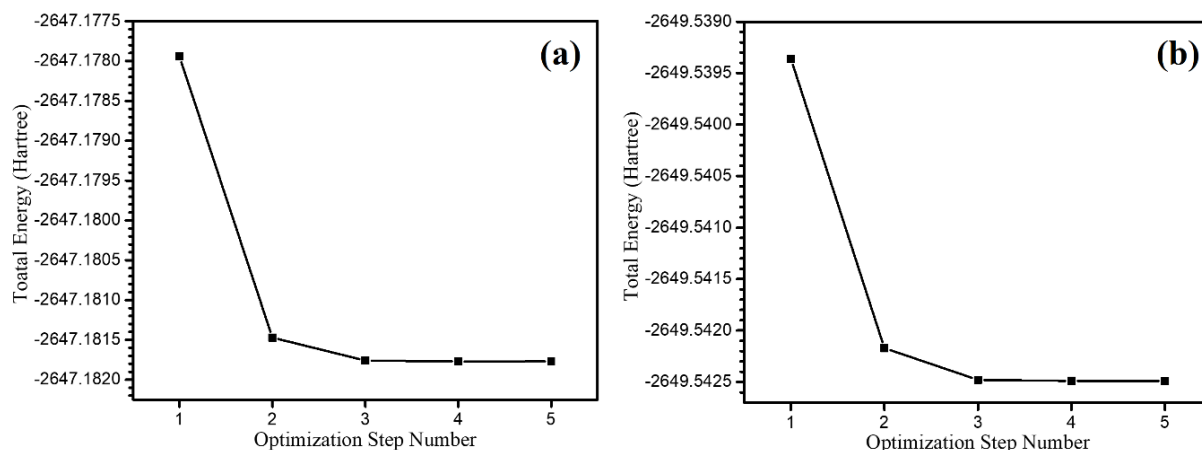 (a)
Toatal Energy (Hartree)
-2647.1775
-2647.1780
-2647.1785
-2647.1790
-2647.1795
-2647.1800
-2647.1805
-2647.1810
-2647.1815
-2647.1820
1 2 3 4 5
Optimization Step Number
(b)
Total Energy (Hartree)
-2649.5390
-2649.5395
-2649.5400
-2649.5405
-2649.5410
-2649.5415
-2649.5420
-2649.5425
1 2 3 4 5
Optimization Step Number